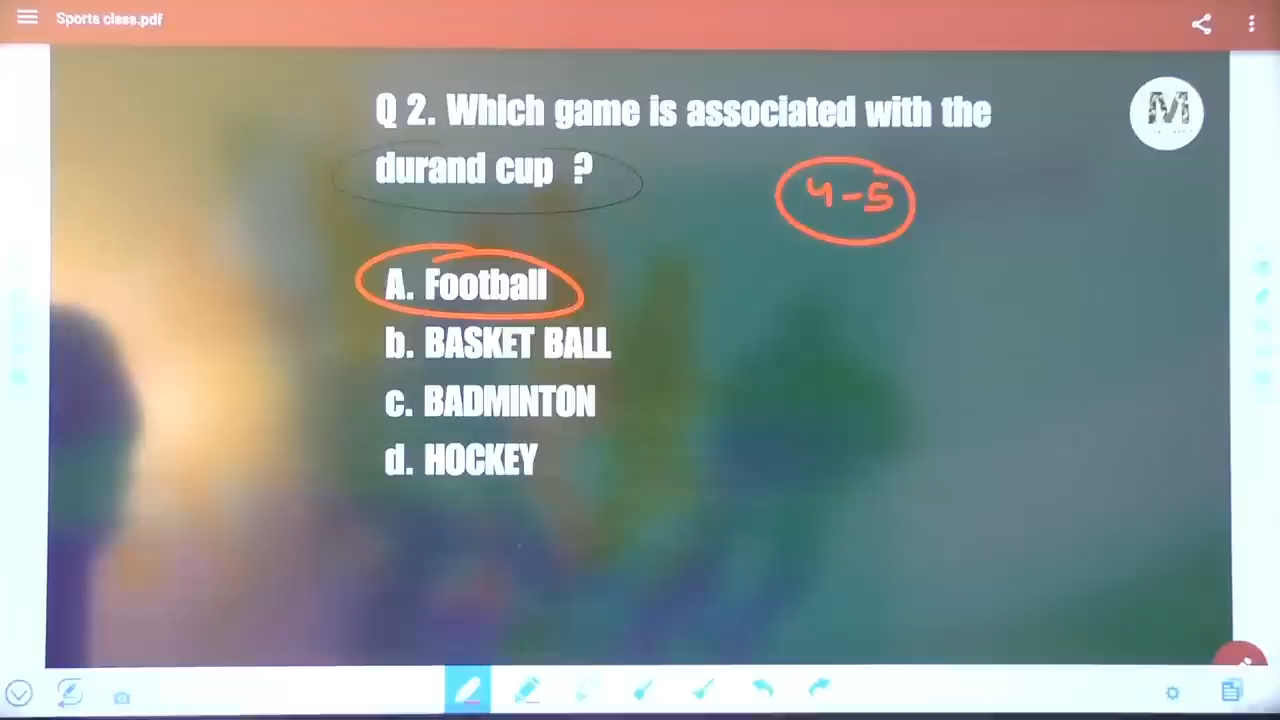 Sports class.pdf
Q 2. Which game is associated with the
durand cup ?
4-5
A. Football
b. BASKET BALL
c. BADMINTON
d. HOCKEY
M